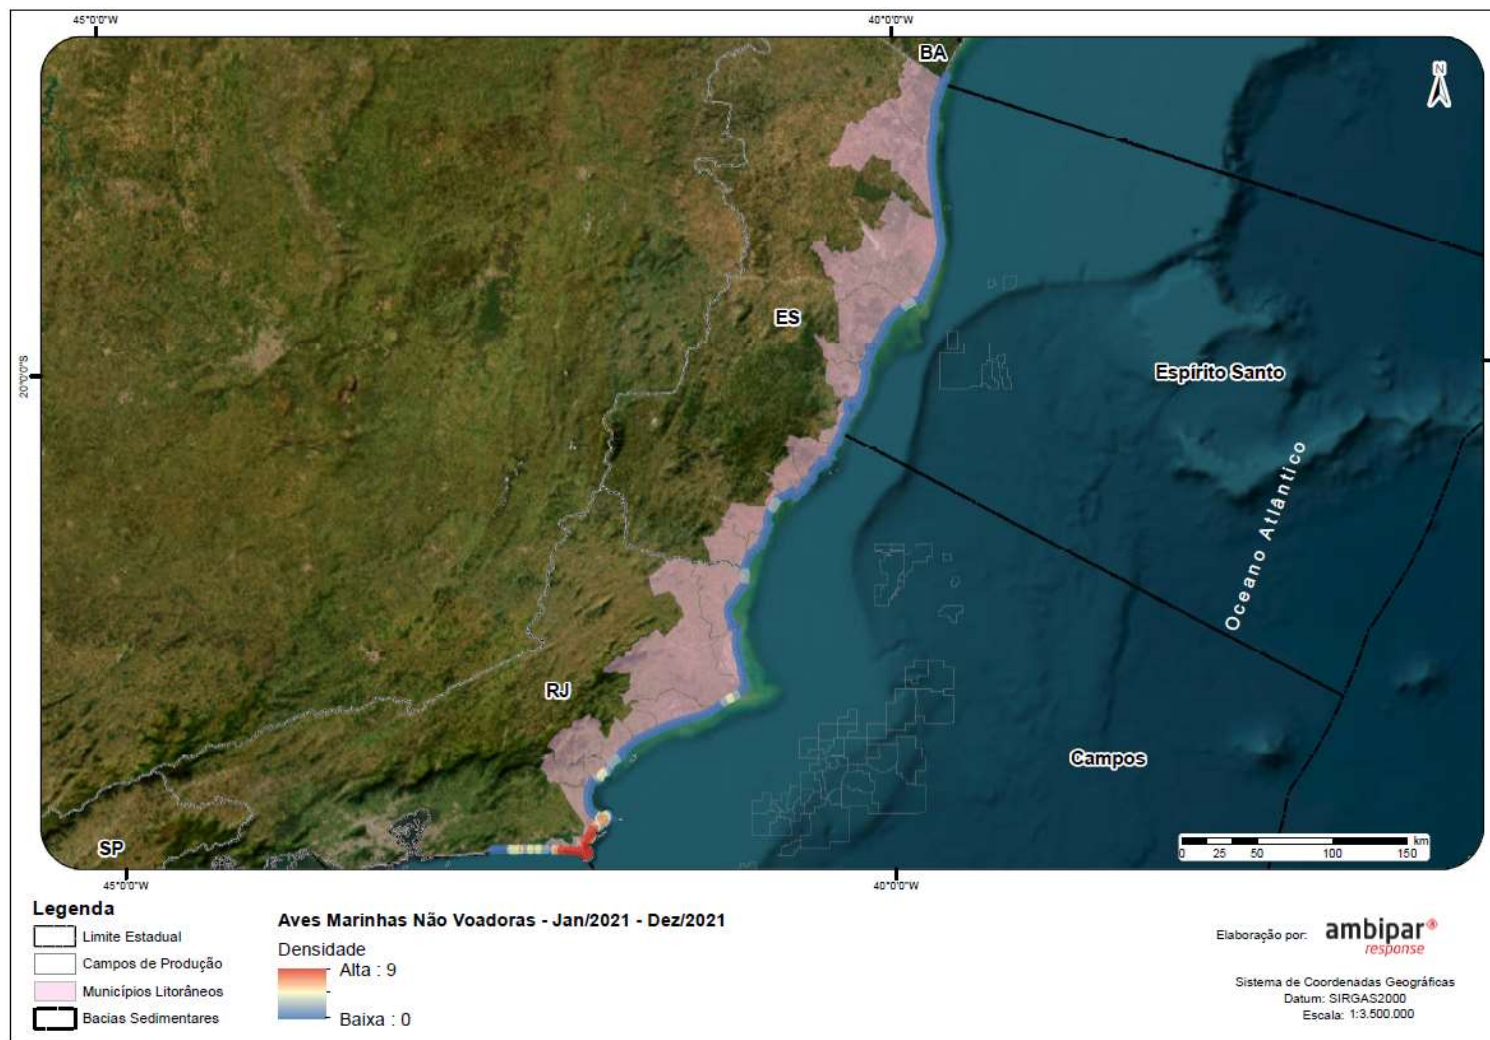 45°0'0"W
40°0'0"W
BA
N
ES
20°0'0"S
Espírito Santo
Oceano Atlântico
RJ
Campos
SP
km
0 25 50 100 150
45°0'0"W
40°0'0"W
Legenda
Limite Estadual
Campos de Produção
Municípios Litorâneos
Bacias Sedimentares
Aves Marinhas Não Voadoras - Jan/2021 - Dez/2021
Densidade
Alta : 9
Baixa : 0
Elaboração por:
ambipar
response
Sistema de Coordenadas Geográficas
Datum: SIRGAS2000
Escala: 1:3.500.000